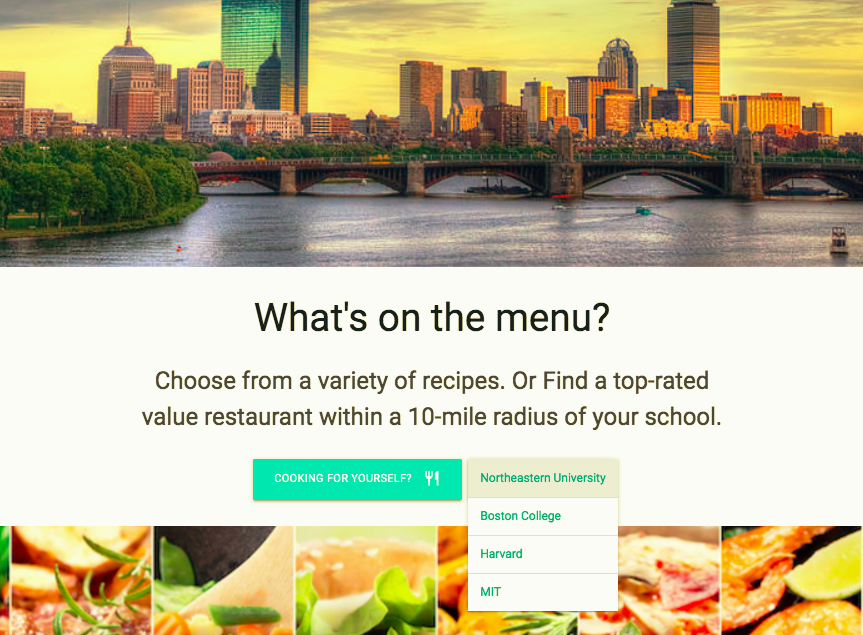 What's on the menu?
Choose from a variety of recipes. Or Find a top-rated
value restaurant within a 10-mile radius of your school.
COOKING FOR YOURSELF?
Northeastern University
Boston College
Harvard
MIT